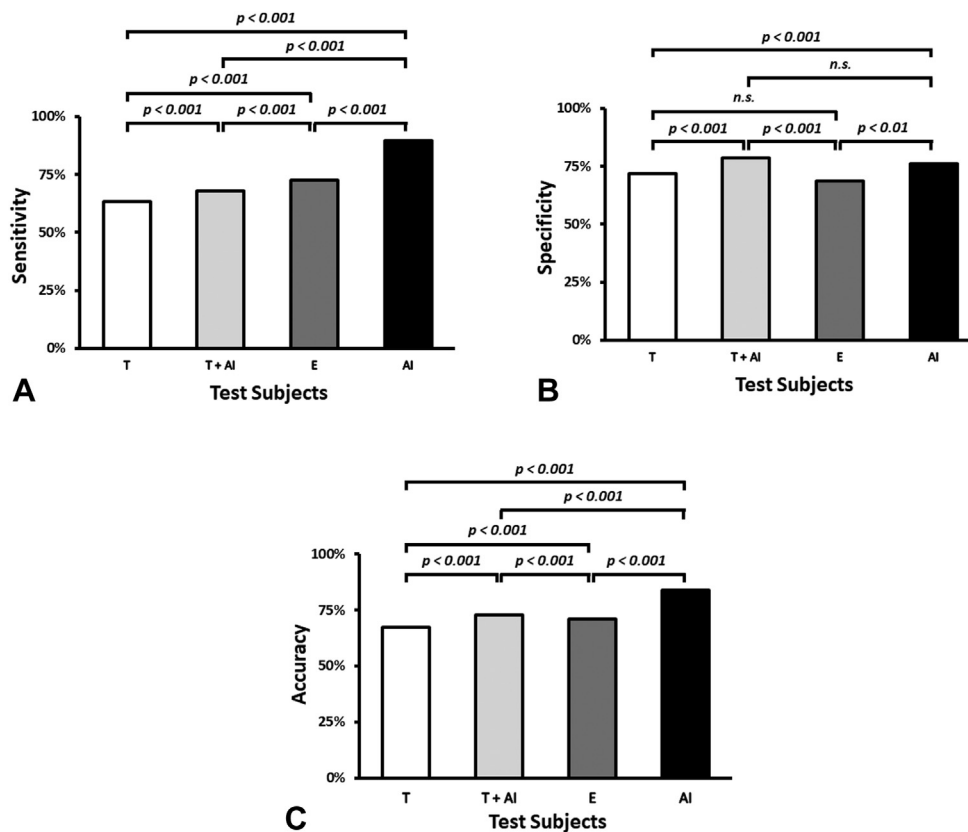 p < 0.001
p < 0.001
p < 0.001
p < 0.001 p < 0.001 p < 0.001
100%
75%
50%
25%
0%
Sensitivity
T T + AI E AI
Test Subjects
A
p < 0.001
n.s.
n.s.
p < 0.001 p < 0.001 p < 0.01
100%
75%
50%
25%
0%
Specificity
T T + AI E AI
Test Subjects
B
p < 0.001
p < 0.001
p < 0.001
p < 0.001 p < 0.001 p < 0.001
100%
75%
50%
25%
0%
Accuracy
T T + AI E AI
Test Subjects
C